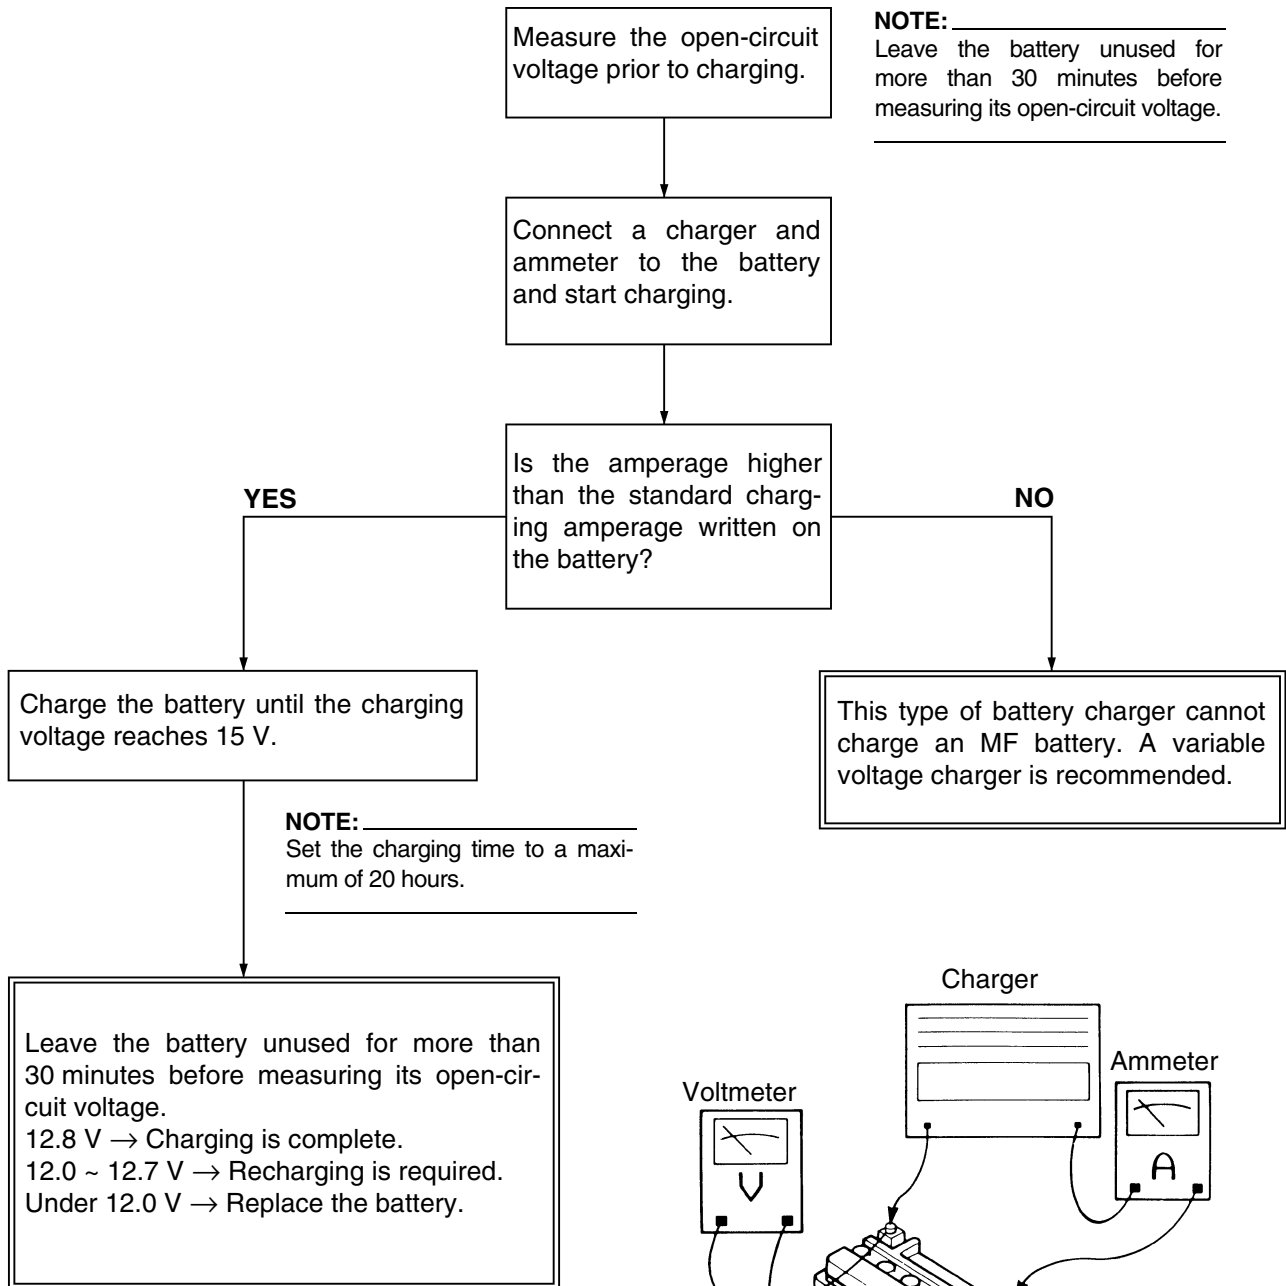 Measure the open-circuit
voltage prior to charging.
NOTE:
Leave the battery unused for
more than 30 minutes before
measuring its open-circuit voltage.
Connect a charger and
ammeter to the battery
and start charging.
Is the amperage higher
than the standard charg-
ing amperage written on
the battery?
YES
NO
Charge the battery until the charging
voltage reaches 15 V.
This type of battery charger cannot
charge an MF battery. A variable
voltage charger is recommended.
NOTE:
Set the charging time to a maxi-
mum of 20 hours.
Leave the battery unused for more than
30 minutes before measuring its open-cir-
cuit voltage.
12.8 V → Charging is complete.
12.0 ~ 12.7 V → Recharging is required.
Under 12.0 V → Replace the battery.
Charger
Ammeter
Voltmeter
A
V